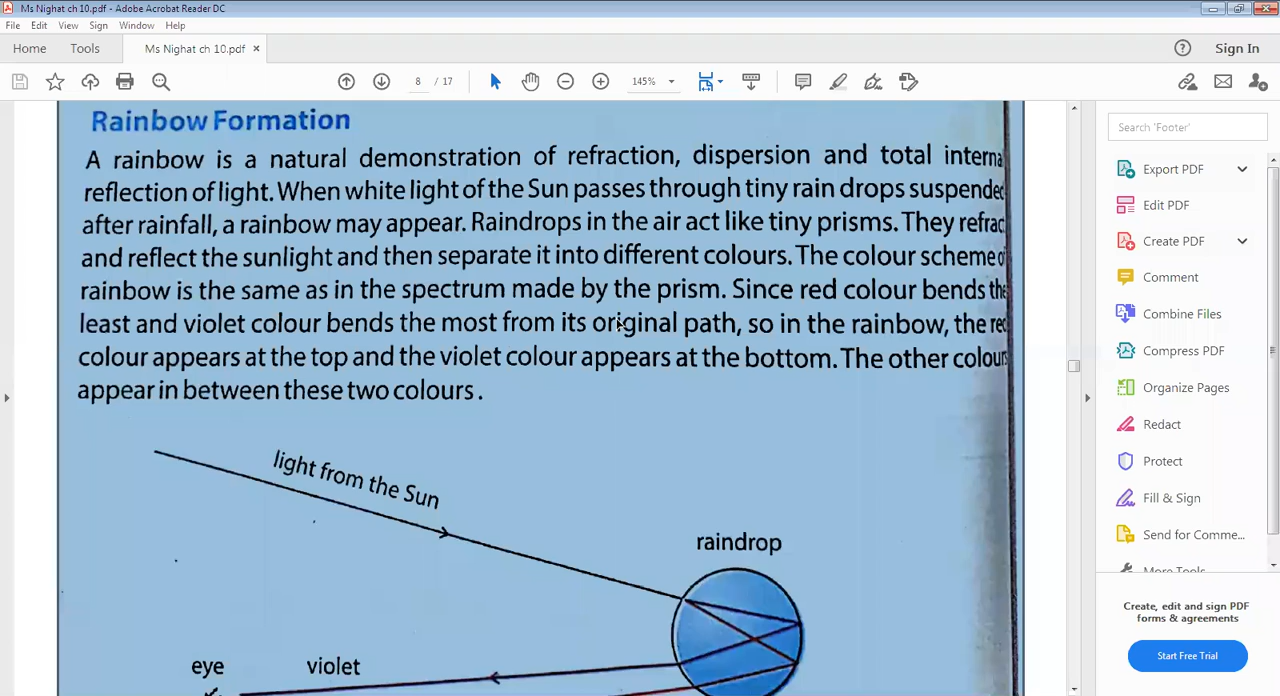 Ms Nighat ch 10.pdf - Adobe Acrobat Reader DC
File Edit View Sign Window Help
Home Tools Ms Nighat ch 10.pdf × Sign In
8 / 17 145%
Rainbow Formation
A rainbow is a natural demonstration of refraction, dispersion and total interna
reflection of light. When white light of the Sun passes through tiny rain drops suspended
after rainfall, a rainbow may appear. Raindrops in the air act like tiny prisms. They refrac
and reflect the sunlight and then separate it into different colours. The colour scheme o
rainbow is the same as in the spectrum made by the prism. Since red colour bends the
least and violet colour bends the most from its original path, so in the rainbow, the red
colour appears at the top and the violet colour appears at the bottom. The other colours
appear in between these two colours.
light from the Sun
raindrop
eye violet
Search 'Footer'
Export PDF
Edit PDF
Create PDF
Comment
Combine Files
Compress PDF
Organize Pages
Redact
Protect
Fill & Sign
Send for Comme...
More Tools
Create, edit and sign PDF
forms & agreements
Start Free Trial